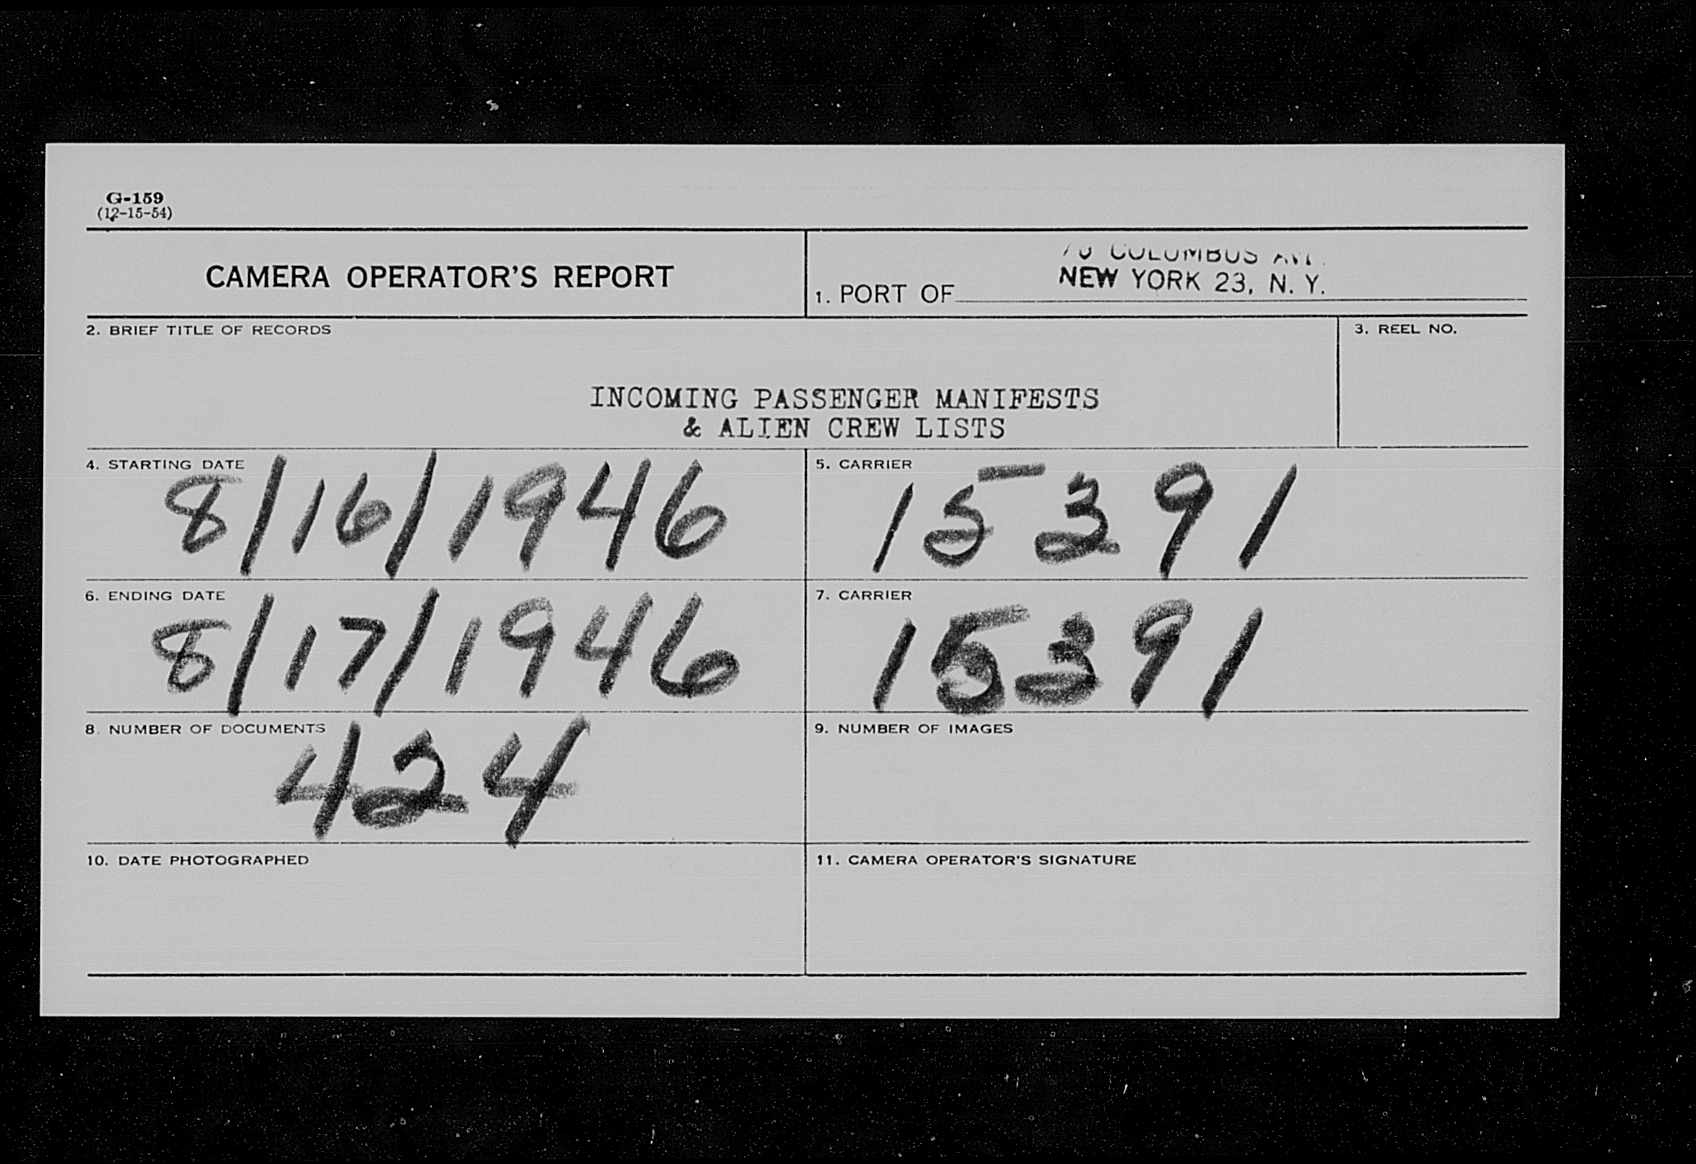 G-159
(12-15-54)
CAMERA OPERATOR'S REPORT
70 COLUMBUS AVE.
1. PORT OF NEW YORK 23, N. Y.
2. BRIEF TITLE OF RECORDS
3. REEL NO.
INCOMING PASSENGER MANIFESTS
& ALIEN CREW LISTS
4. STARTING DATE
8/16/1946
5. CARRIER
15391
6. ENDING DATE
8/17/1946
7. CARRIER
15391
8. NUMBER OF DOCUMENTS
424
9. NUMBER OF IMAGES
10. DATE PHOTOGRAPHED
11. CAMERA OPERATOR'S SIGNATURE